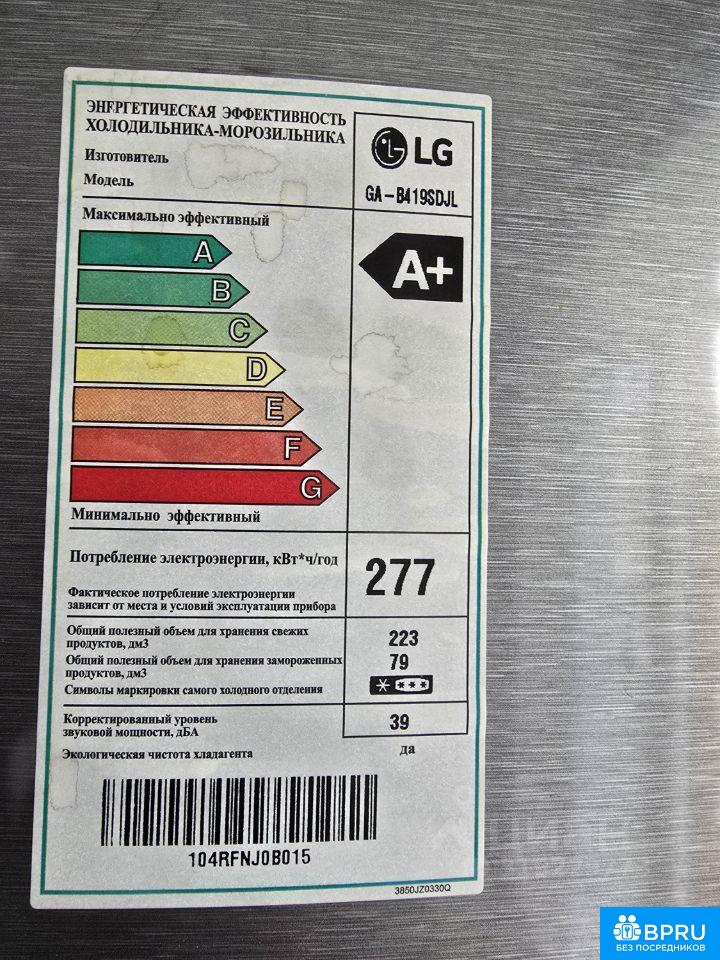 ЭНЕРГЕТИЧЕСКАЯ ЭФФЕКТИВНОСТЬ
ХОЛОДИЛЬНИКА-МОРОЗИЛЬНИКА
Изготовитель
LG
Модель
GA-B419SDJL
Максимально эффективный
A
A+
B
C
D
E
F
G
Минимально эффективный
Потребление электроэнергии, кВт*ч/год
277
Фактическое потребление электроэнергии
зависит от места и условий эксплуатации прибора
Общий полезный объем для хранения свежих
продуктов, дм3
223
Общий полезный объем для хранения замороженных
продуктов, дм3
79
Символы маркировки самого холодного отделения
Корректированный уровень
звуковой мощности, дБА
39
Экологическая чистота хладагента
да
104RFNJ0B015
3850JZ0330Q
BPRU
БЕЗ ПОСРЕДНИКОВ